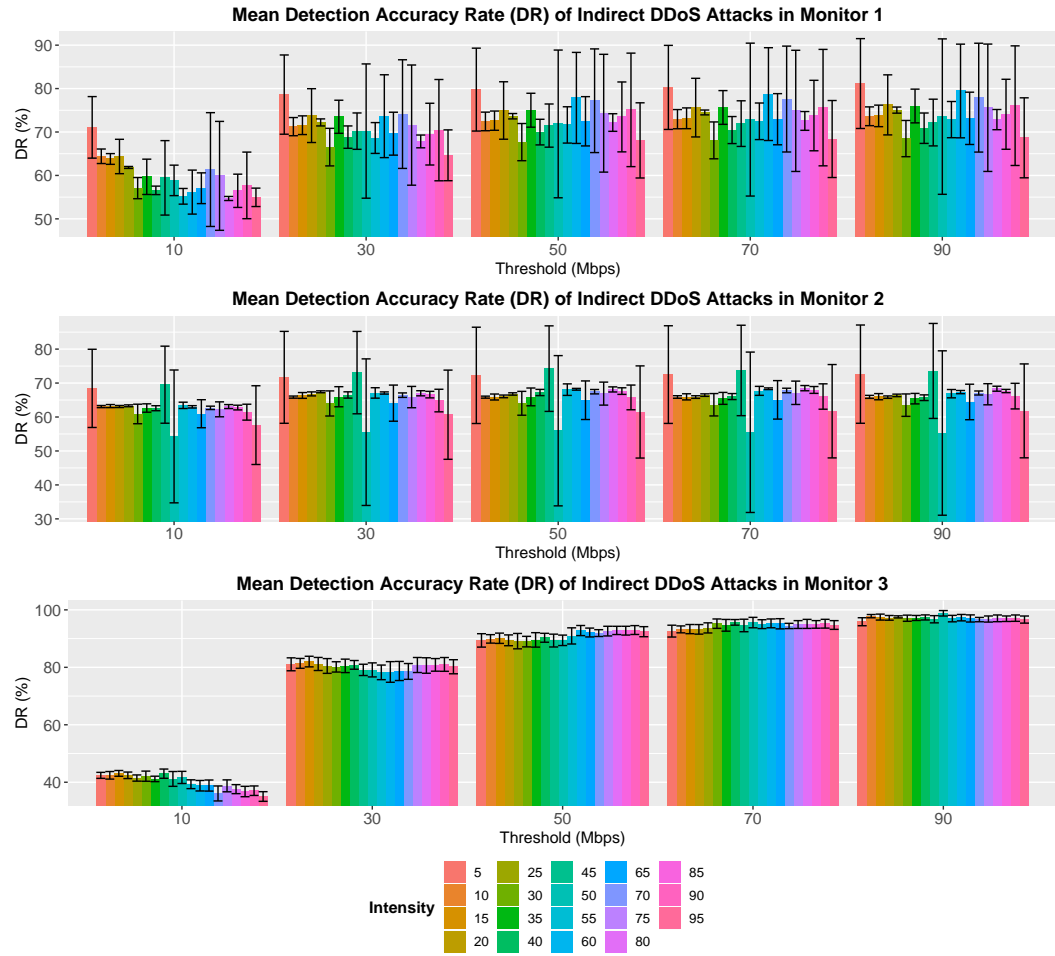 Mean Detection Accuracy Rate (DR) of Indirect DDoS Attacks in Monitor 1
DR (%)
90
80
70
60
50
10 30 50 70 90
Threshold (Mbps)
Mean Detection Accuracy Rate (DR) of Indirect DDoS Attacks in Monitor 2
DR (%)
80
70
60
50
40
30
10 30 50 70 90
Threshold (Mbps)
Mean Detection Accuracy Rate (DR) of Indirect DDoS Attacks in Monitor 3
DR (%)
100
80
60
40
10 30 50 70 90
Threshold (Mbps)
Intensity
5 25 45 65 85
10 30 50 70 90
15 35 55 75 95
20 40 60 80